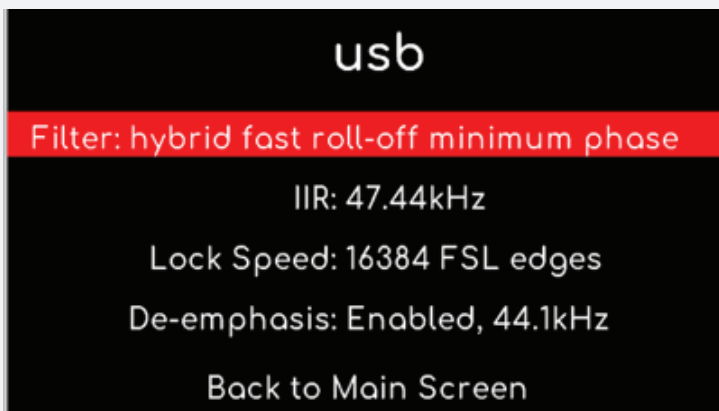 usb
Filter: hybrid fast roll-off minimum phase
IIR: 47.44kHz
Lock Speed: 16384 FSL edges
De-emphasis: Enabled, 44.1kHz
Back to Main Screen